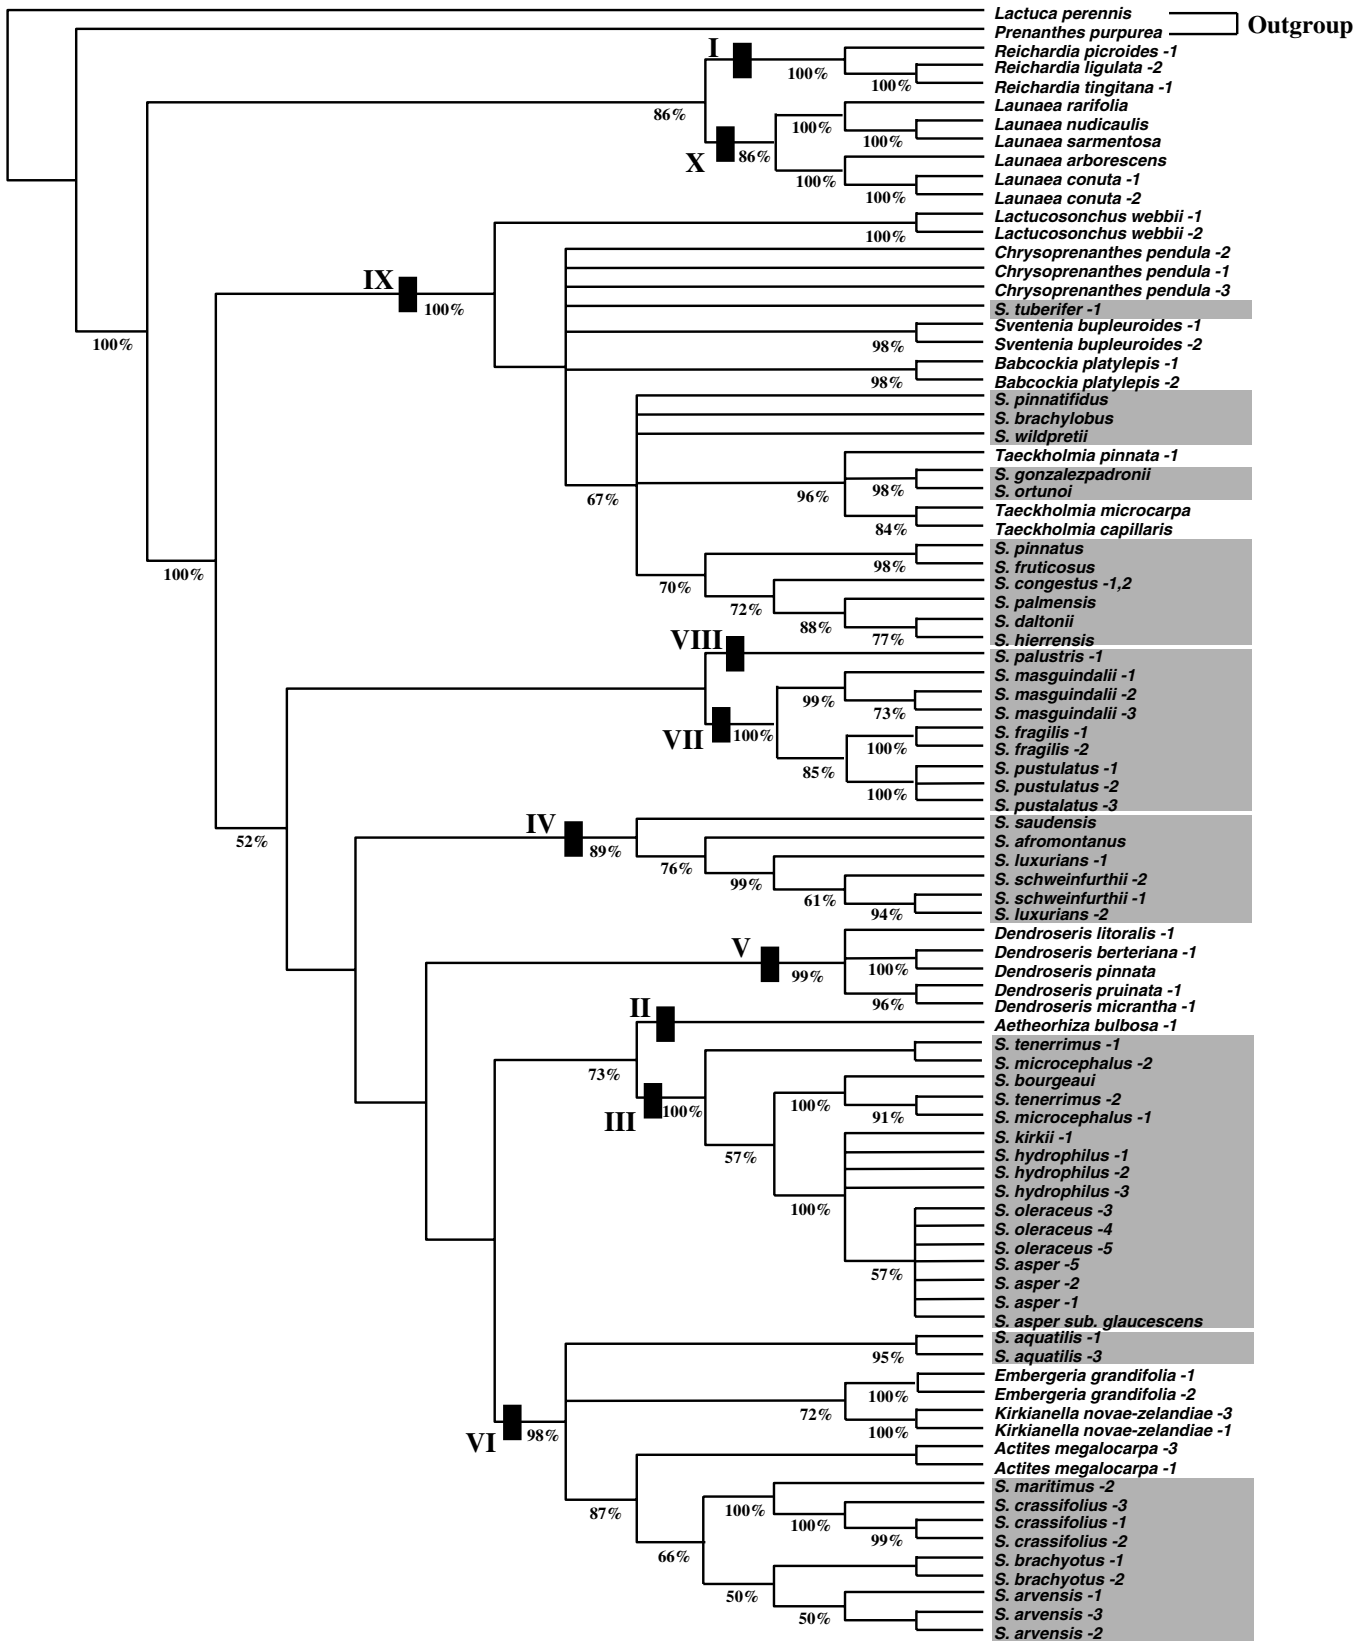 Lactuca perennis
Prenanthes purpurea
Outgroup
I
Reichardia picroides -1
100%
Reichardia ligulata -2
100%
Reichardia tingitana -1
86%
Launaea rarifolia
100%
Launaea nudicaulis
100%
Launaea sarmentosa
X
86%
Launaea arborescens
100%
Launaea conuta -1
100%
Launaea conuta -2
Lactucosonchus webbii -1
100%
Lactucosonchus webbii -2
Chrysoprenanthes pendula -2
IX
100%
Chrysoprenanthes pendula -1
Chrysoprenanthes pendula -3
S. tuberifer -1
100%
Sventenia bupleuroides -1
98%
Sventenia bupleuroides -2
Babcockia platylepis -1
98%
Babcockia platylepis -2
S. pinnatifidus
S. brachylobus
S. wildpretii
Taeckholmia pinnata -1
67%
96%
S. gonzalezpadronii
98%
S. ortunoi
Taeckholmia microcarpa
84%
Taeckholmia capillaris
S. pinnatus
98%
S. fruticosus
100%
70%
S. congestus -1,2
72%
S. palmensis
88%
S. daltonii
77%
S. hierrensis
VIII
S. palustris -1
S. masguindalii -1
99%
S. masguindalii -2
73%
S. masguindalii -3
VII
100%
S. fragilis -1
100%
S. fragilis -2
85%
S. pustulatus -1
S. pustulatus -2
100%
S. pustalatus -3
52%
IV
89%
S. saudensis
S. afromontanus
76%
S. luxurians -1
99%
S. schweinfurthii -2
61%
S. schweinfurthii -1
94%
S. luxurians -2
Dendroseris litoralis -1
V
99%
Dendroseris berteriana -1
100%
Dendroseris pinnata
Dendroseris pruinata -1
96%
Dendroseris micrantha -1
II
Aetheorhiza bulbosa -1
73%
S. tenerrimus -1
S. microcephalus -2
S. bourgeaui
III
100%
100%
S. tenerrimus -2
91%
S. microcephalus -1
57%
S. kirkii -1
S. hydrophilus -1
S. hydrophilus -2
S. hydrophilus -3
100%
S. oleraceus -3
S. oleraceus -4
S. oleraceus -5
57%
S. asper -5
S. asper -2
S. asper -1
S. asper sub. glaucescens
S. aquatilis -1
95%
S. aquatilis -3
Embergeria grandifolia -1
100%
Embergeria grandifolia -2
72%
Kirkianella novae-zelandiae -3
100%
Kirkianella novae-zelandiae -1
VI
98%
Actites megalocarpa -3
Actites megalocarpa -1
87%
S. maritimus -2
100%
S. crassifolius -3
100%
S. crassifolius -1
99%
S. crassifolius -2
66%
S. brachyotus -1
S. brachyotus -2
50%
S. arvensis -1
50%
S. arvensis -3
S. arvensis -2